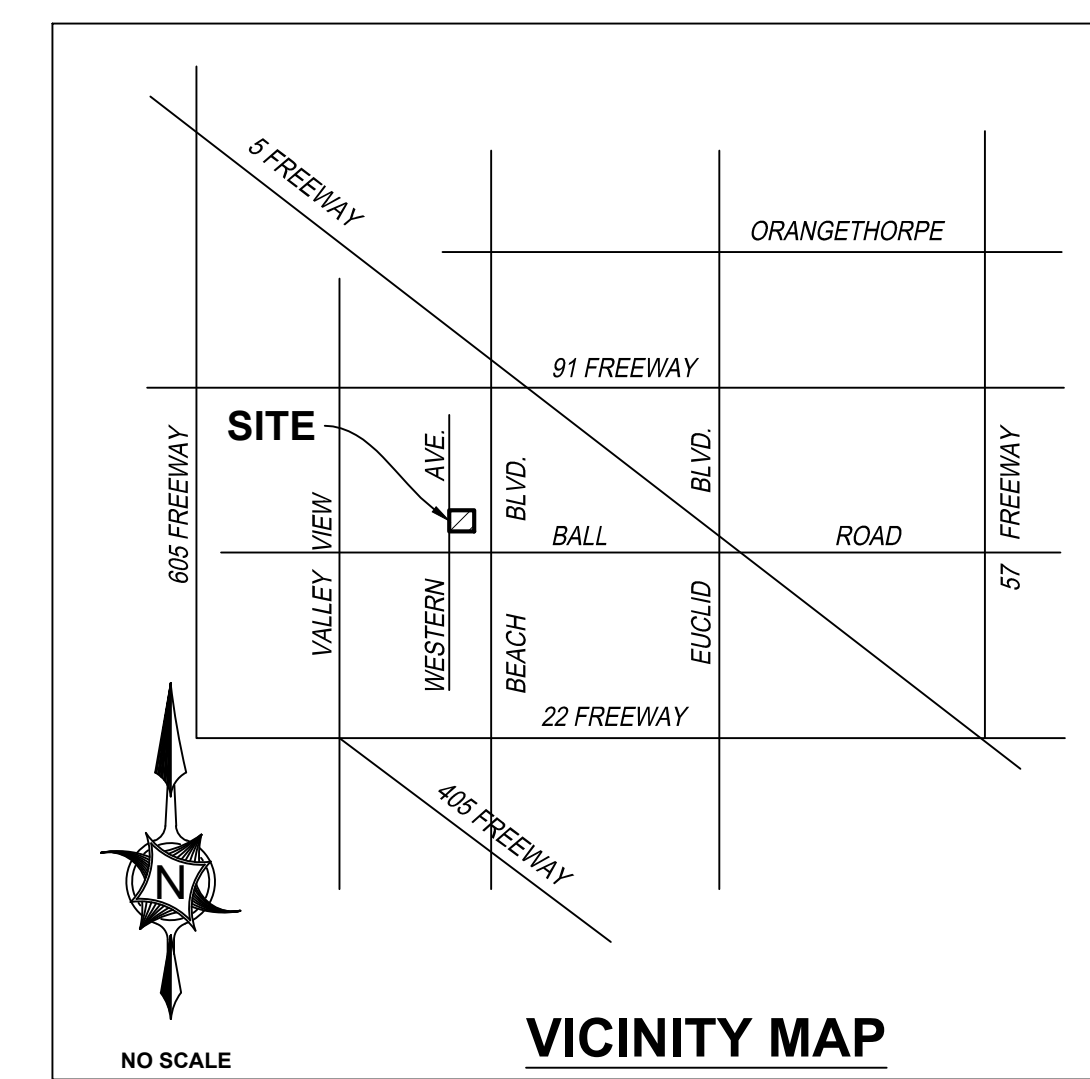 5 FREEWAY
ORANGETHORPE
91 FREEWAY
SITE
605 FREEWAY
VALLEY VIEW
WESTERN AVE.
BEACH BLVD.
EUCLID BLVD.
57 FREEWAY
BALL ROAD
22 FREEWAY
405 FREEWAY
N
NO SCALE
VICINITY MAP